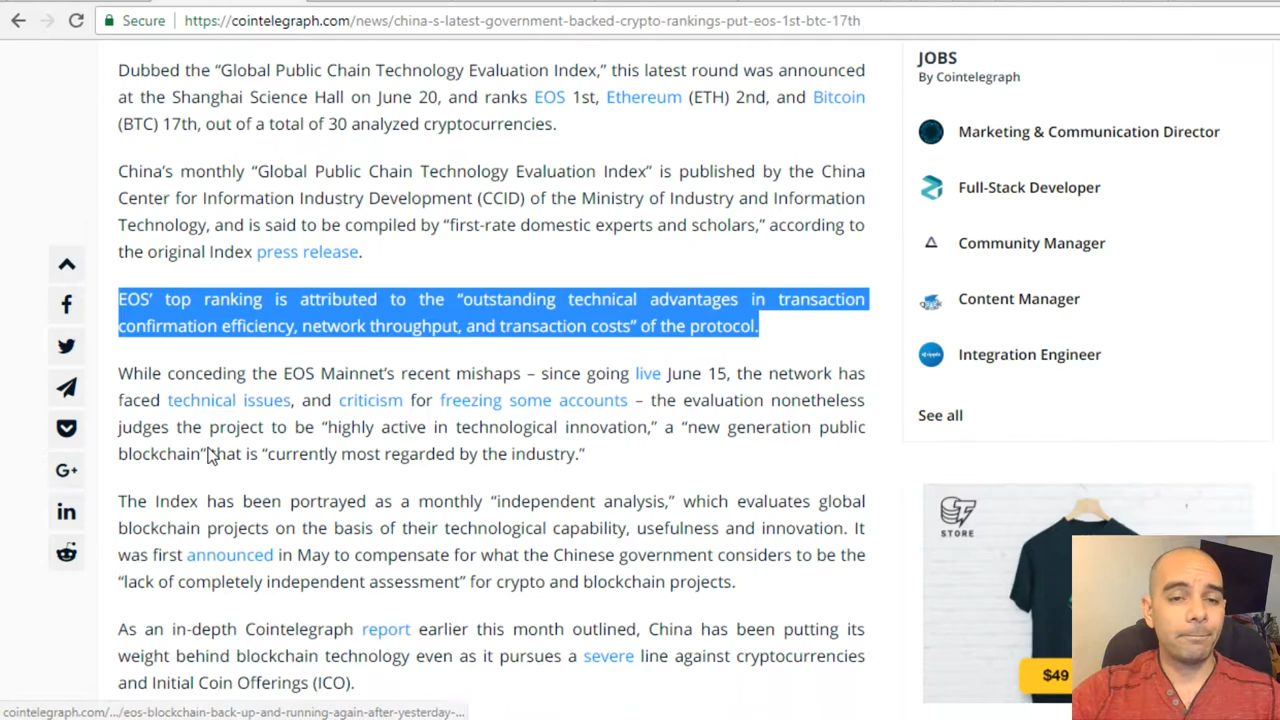 Secure
https://cointelegraph.com/news/china-s-latest-government-backed-crypto-rankings-put-eos-1st-btc-17th
Dubbed the “Global Public Chain Technology Evaluation Index,” this latest round was announced
at the Shanghai Science Hall on June 20, and ranks EOS 1st, Ethereum (ETH) 2nd, and Bitcoin
(BTC) 17th, out of a total of 30 analyzed cryptocurrencies.
China’s monthly “Global Public Chain Technology Evaluation Index” is published by the China
Center for Information Industry Development (CCID) of the Ministry of Industry and Information
Technology, and is said to be compiled by “first-rate domestic experts and scholars,” according to
the original Index press release.
EOS’ top ranking is attributed to the “outstanding technical advantages in transaction
confirmation efficiency, network throughput, and transaction costs” of the protocol.
While conceding the EOS Mainnet’s recent mishaps – since going live June 15, the network has
faced technical issues, and criticism for freezing some accounts – the evaluation nonetheless
judges the project to be “highly active in technological innovation,” a “new generation public
blockchain” that is “currently most regarded by the industry.”
The Index has been portrayed as a monthly “independent analysis,” which evaluates global
blockchain projects on the basis of their technological capability, usefulness and innovation. It
was first announced in May to compensate for what the Chinese government considers to be the
“lack of completely independent assessment” for crypto and blockchain projects.
As an in-depth Cointelegraph report earlier this month outlined, China has been putting its
weight behind blockchain technology even as it pursues a severe line against cryptocurrencies
and Initial Coin Offerings (ICO).
cointelegraph.com/.../eos-blockchain-back-up-and-running-again-after-yesterday-...
JOBS
By Cointelegraph
Marketing & Communication Director
Full-Stack Developer
Community Manager
Content Manager
Integration Engineer
See all
STORE
$49